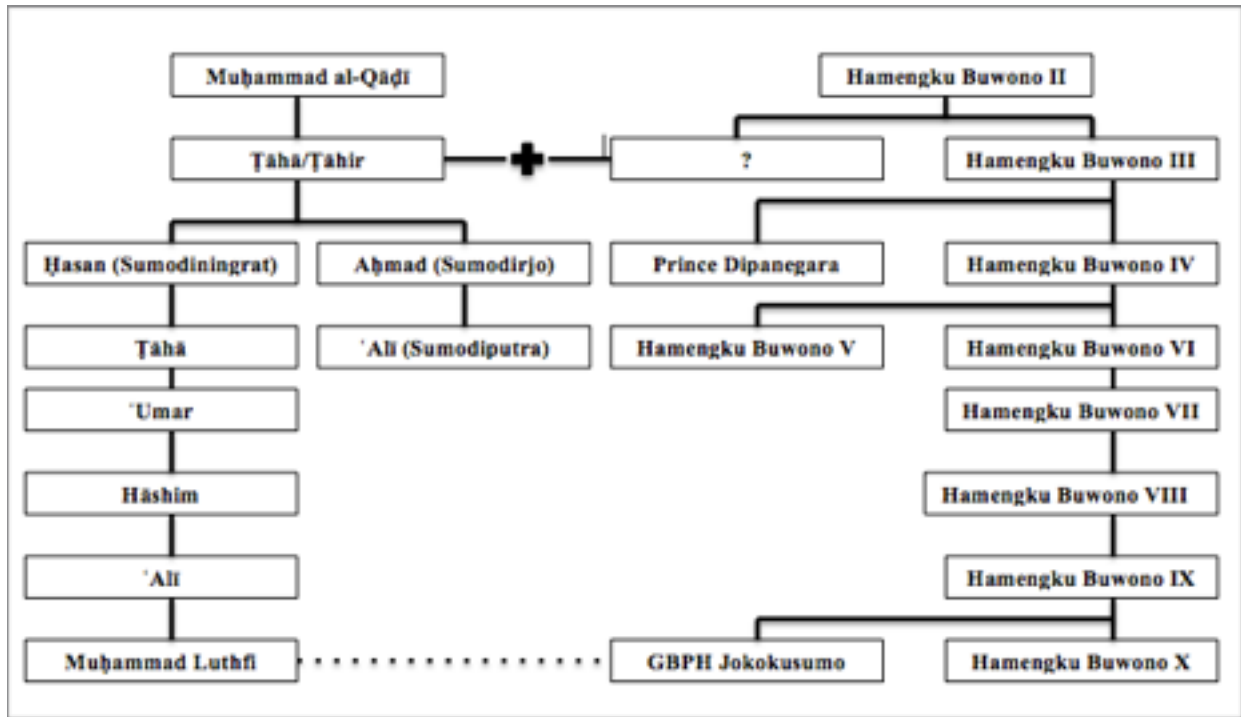 Muḥammad al-Qāḍī
Hamengku Buwono II
Ṭāhā/Ṭāhir
?
Hamengku Buwono III
Ḥasan (Sumodiningrat)
Aḥmad (Sumodirjo)
Prince Dipanegara
Hamengku Buwono IV
Ṭāhā
ʿAlī (Sumodiputra)
Hamengku Buwono V
Hamengku Buwono VI
ʿUmar
Hamengku Buwono VII
Hāshim
Hamengku Buwono VIII
ʿAlī
Hamengku Buwono IX
Muḥammad Luthfi
GBPH Jokokusumo
Hamengku Buwono X